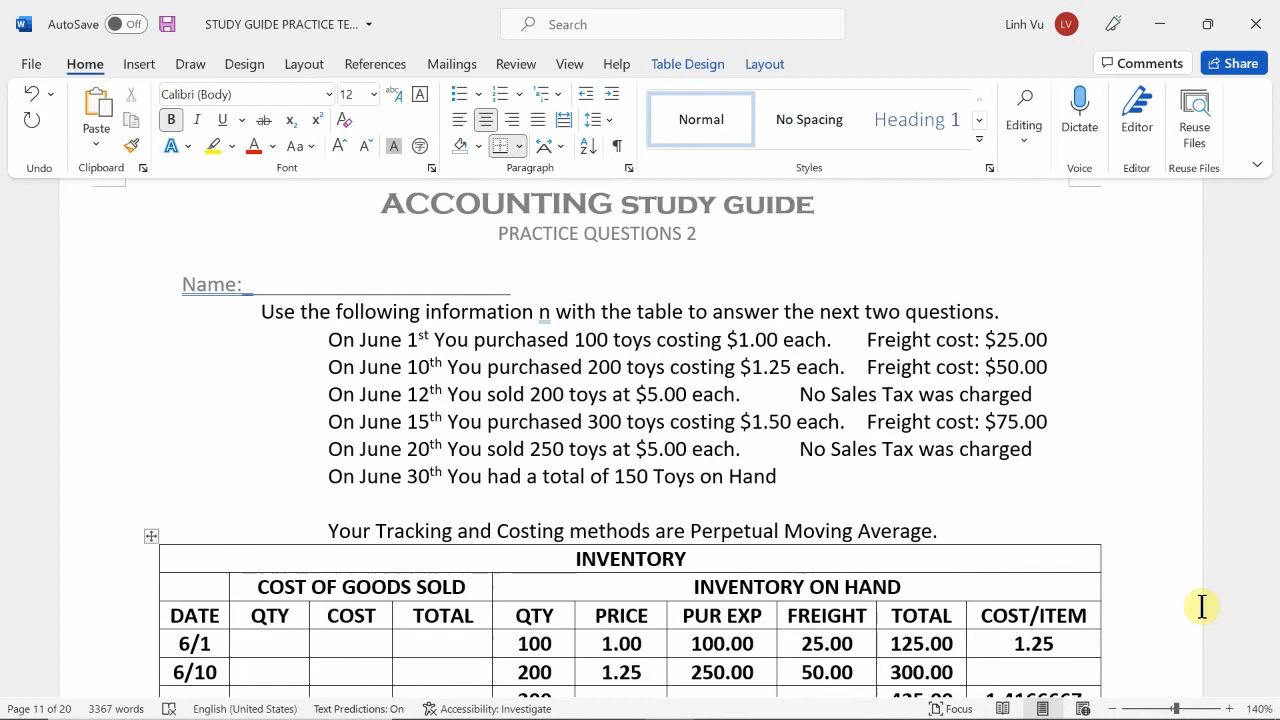 AutoSave Off STUDY GUIDE PRACTICE TE... Search Linh Vu LV
File Home Insert Draw Design Layout References Mailings Review View Help Table Design Layout Comments Share
Calibri (Body) 12 Normal No Spacing Heading 1
Paste Editing Dictate Editor Reuse Files
Undo Clipboard Font Paragraph Styles Voice Editor Reuse Files
ACCOUNTING STUDY GUIDE
PRACTICE QUESTIONS 2
Name:_
Use the following information n with the table to answer the next two questions.
On June 1st You purchased 100 toys costing $1.00 each. Freight cost: $25.00
On June 10th You purchased 200 toys costing $1.25 each. Freight cost: $50.00
On June 12th You sold 200 toys at $5.00 each. No Sales Tax was charged
On June 15th You purchased 300 toys costing $1.50 each. Freight cost: $75.00
On June 20th You sold 250 toys at $5.00 each. No Sales Tax was charged
On June 30th You had a total of 150 Toys on Hand
Your Tracking and Costing methods are Perpetual Moving Average.
INVENTORY
COST OF GOODS SOLD INVENTORY ON HAND
DATE QTY COST TOTAL QTY PRICE PUR EXP FREIGHT TOTAL COST/ITEM
6/1 100 1.00 100.00 25.00 125.00 1.25
6/10 200 1.25 250.00 50.00 300.00
Page 11 of 20 3367 words English (United States) Text Predictions: On Accessibility: Investigate Focus 140%